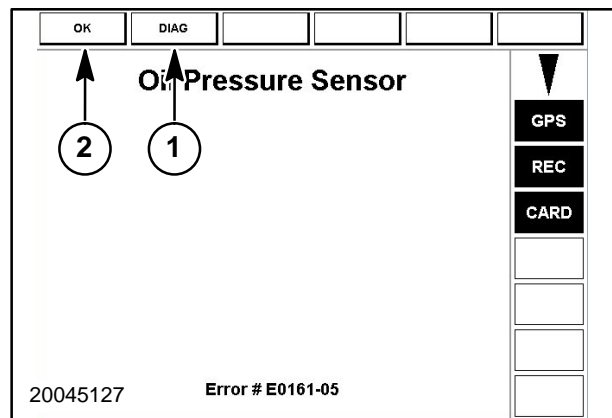 OK DIAG
Oil Pressure Sensor
2 1
GPS
REC
CARD
20045127 Error # E0161-05